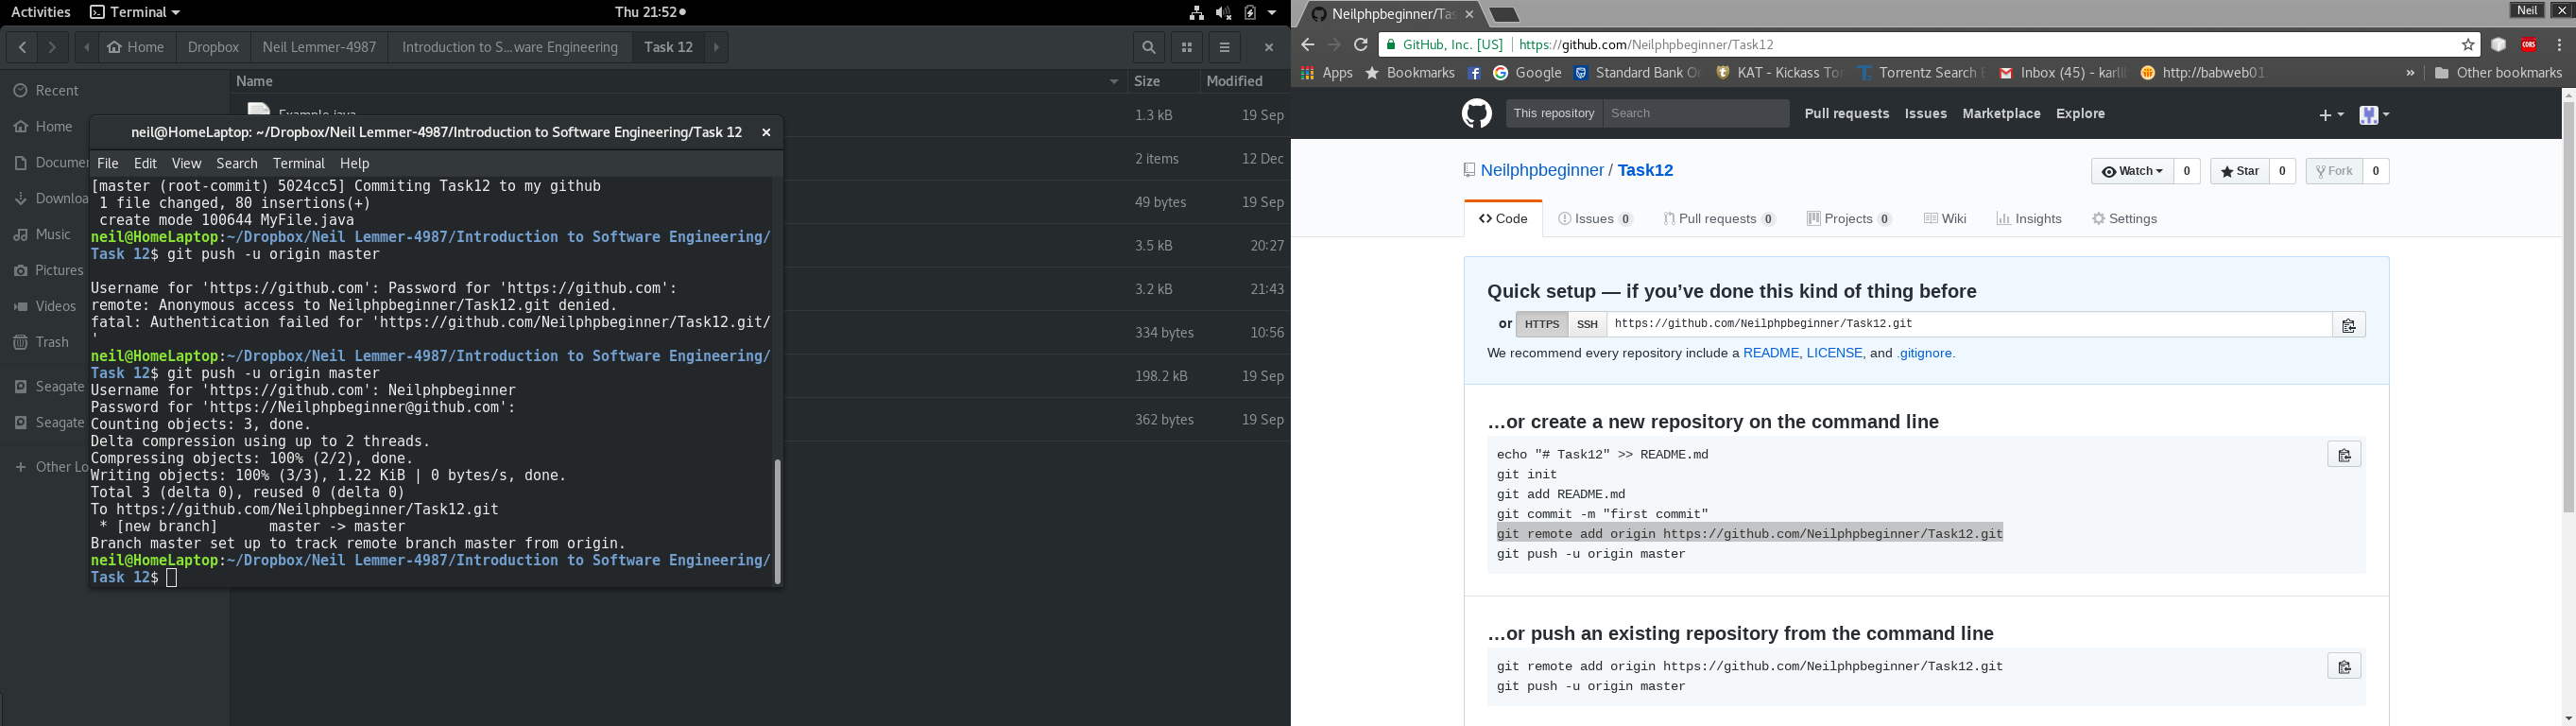 Activities Terminal Thu 21:52
Home Dropbox Neil Lemmer-4987 Introduction to S...ware Engineering Task 12
Name Size Modified
Recent
Home
Documen
Downloa
Music
Pictures
Videos
Trash
Seagate
Seagate
+ Other Lo
Example.java 1.3 kB 19 Sep
2 items 12 Dec
49 bytes 19 Sep
3.5 kB 20:27
3.2 kB 21:43
334 bytes 10:56
198.2 kB 19 Sep
362 bytes 19 Sep
neil@HomeLaptop: ~/Dropbox/Neil Lemmer-4987/Introduction to Software Engineering/Task 12
File Edit View Search Terminal Help
[master (root-commit) 5024cc5] Commiting Task12 to my github
1 file changed, 80 insertions(+)
create mode 100644 MyFile.java
neil@HomeLaptop:~/Dropbox/Neil Lemmer-4987/Introduction to Software Engineering/
Task 12$ git push -u origin master
Username for 'https://github.com': Password for 'https://github.com':
remote: Anonymous access to Neilphpbeginner/Task12.git denied.
fatal: Authentication failed for 'https://github.com/Neilphpbeginner/Task12.git/
'
neil@HomeLaptop:~/Dropbox/Neil Lemmer-4987/Introduction to Software Engineering/
Task 12$ git push -u origin master
Username for 'https://github.com': Neilphpbeginner
Password for 'https://Neilphpbeginner@github.com':
Counting objects: 3, done.
Delta compression using up to 2 threads.
Compressing objects: 100% (2/2), done.
Writing objects: 100% (3/3), 1.22 KiB | 0 bytes/s, done.
Total 3 (delta 0), reused 0 (delta 0)
To https://github.com/Neilphpbeginner/Task12.git
* [new branch]      master -> master
Branch master set up to track remote branch master from origin.
neil@HomeLaptop:~/Dropbox/Neil Lemmer-4987/Introduction to Software Engineering/
Task 12$
Neilphpbeginner/Tas Neil
GitHub, Inc. [US] https://github.com/Neilphpbeginner/Task12
Apps Bookmarks Google Standard Bank On KAT - Kickass Tor Torrentz Search E Inbox (45) - karlif http://babweb01. » Other bookmarks
This repository Search Pull requests Issues Marketplace Explore
Neilphpbeginner / Task12 Watch 0 Star 0 Fork 0
Code Issues 0 Pull requests 0 Projects 0 Wiki Insights Settings
Quick setup — if you’ve done this kind of thing before
or HTTPS SSH https://github.com/Neilphpbeginner/Task12.git
We recommend every repository include a README, LICENSE, and .gitignore.
…or create a new repository on the command line
echo "# Task12" >> README.md
git init
git add README.md
git commit -m "first commit"
git remote add origin https://github.com/Neilphpbeginner/Task12.git
git push -u origin master
…or push an existing repository from the command line
git remote add origin https://github.com/Neilphpbeginner/Task12.git
git push -u origin master